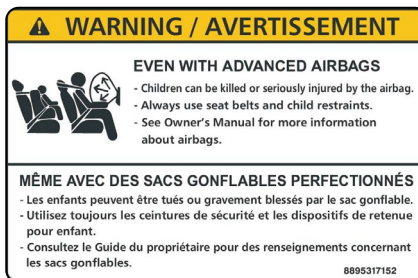 WARNING / AVERTISSEMENT
EVEN WITH ADVANCED AIRBAGS
- Children can be killed or seriously injured by the airbag.
- Always use seat belts and child restraints.
- See Owner's Manual for more information
about airbags.
MÊME AVEC DES SACS GONFLABLES PERFECTIONNÉS
- Les enfants peuvent être tués ou gravement blessés par le sac gonflable.
- Utilisez toujours les ceintures de sécurité et les dispositifs de retenue
pour enfant.
- Consultez le Guide du propriétaire pour des renseignements concernant
les sacs gonflables.
8895317152